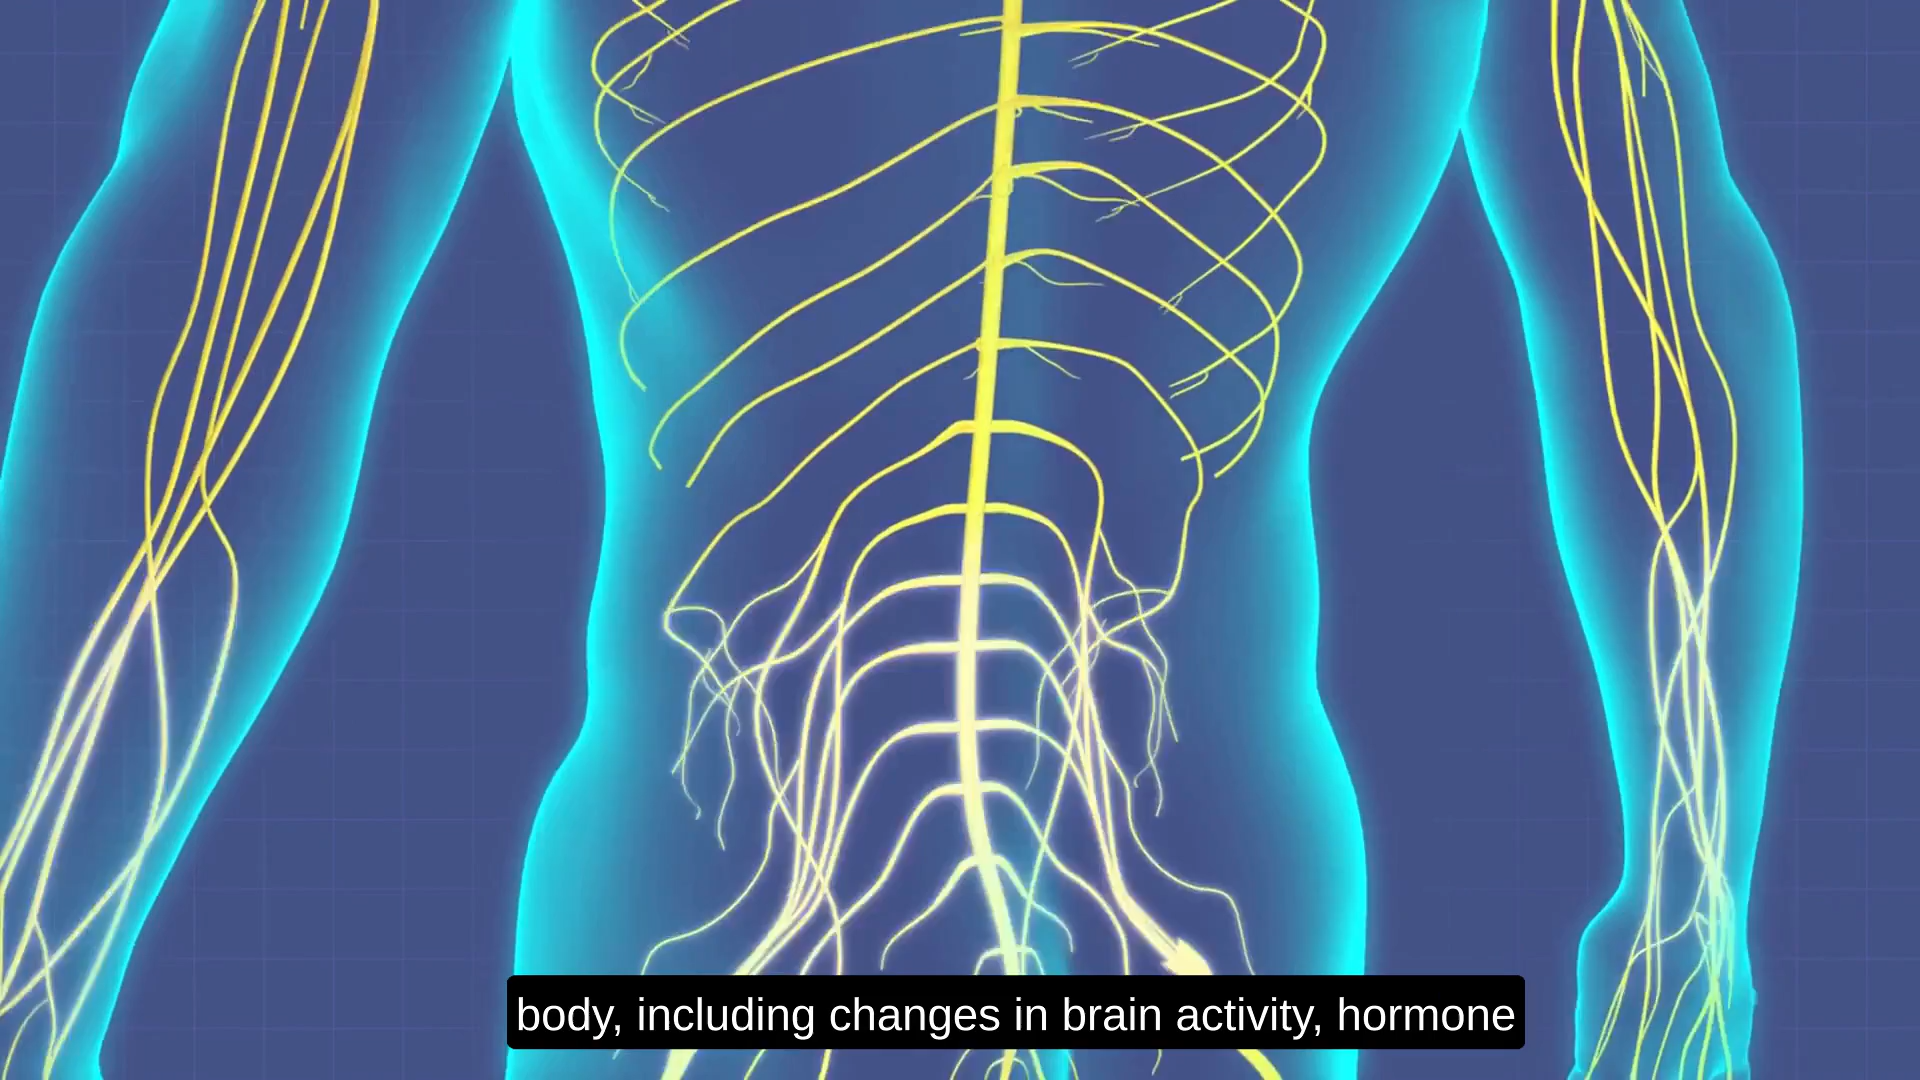 body, including changes in brain activity, hormone